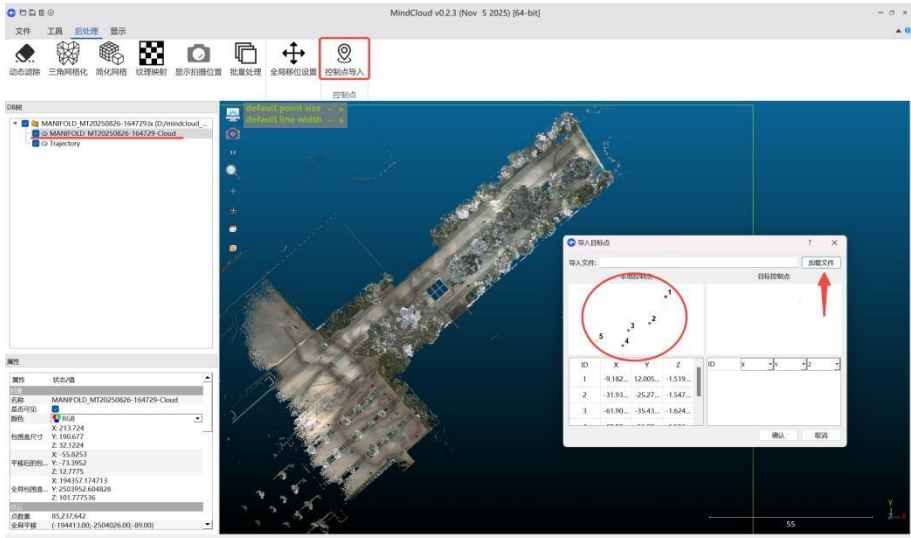 MindCloud v0.2.3 (Nov 5 2025) [64-bit]
文件 工具 后处理 显示
动态滤除 三角网格化 简化网格 纹理映射 显示拍摄位置 批量处理 全局移位设置 控制点导入
控制点
DB树
MANIFOLD_MT20250826-164729.lx (D:/mindcloud_...
MANIFOLD_MT20250826-164729-Cloud
Trajectory
default point size - +
default line width - +
导入目标点 ? ×
导入文件: 加载文件
目标控制点
1
2
3
4
5
ID X Y Z
1 -9.182... 12.005... -1.519...
2 -31.93... -25.27... -1.547...
3 -61.90... -35.43... -1.624...
ID x y z
确认 取消
属性
属性 状态/值
名称 MANIFOLD_MT20250826-164729-Cloud
是否可见
颜色 RGB
包围盒尺寸 X: 213.724
Y: 190.677
Z: 32.1224
平移后的包... X: -55.8253
Y: -73.3952
Z: 12.7775
全局包围盒... X: 194357.174713
Y: 2503952.604828
Z: 101.777536
点数量 85,237,642
全局平移 (-194413.00;-2504026.00;-89.00)
55
Y
Z X